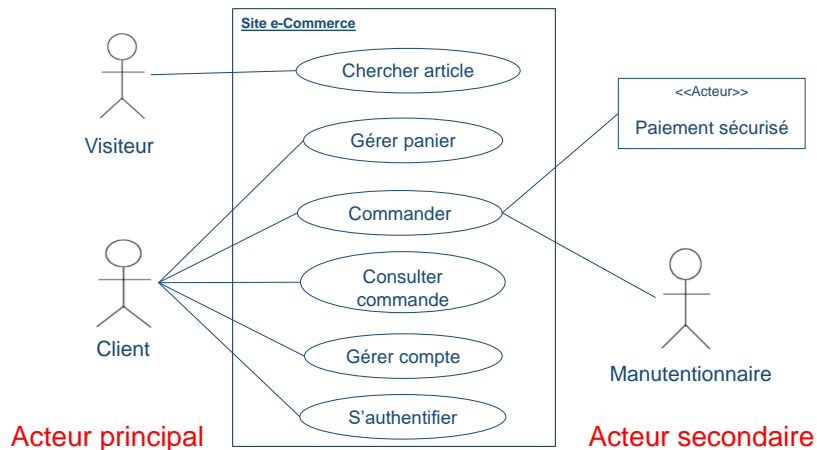 Site e-Commerce
Chercher article
Visiteur
<<Acteur>>
Paiement sécurisé
Gérer panier
Commander
Consulter
commande
Client
Gérer compte
Manutentionnaire
S'authentifier
Acteur principal
Acteur secondaire